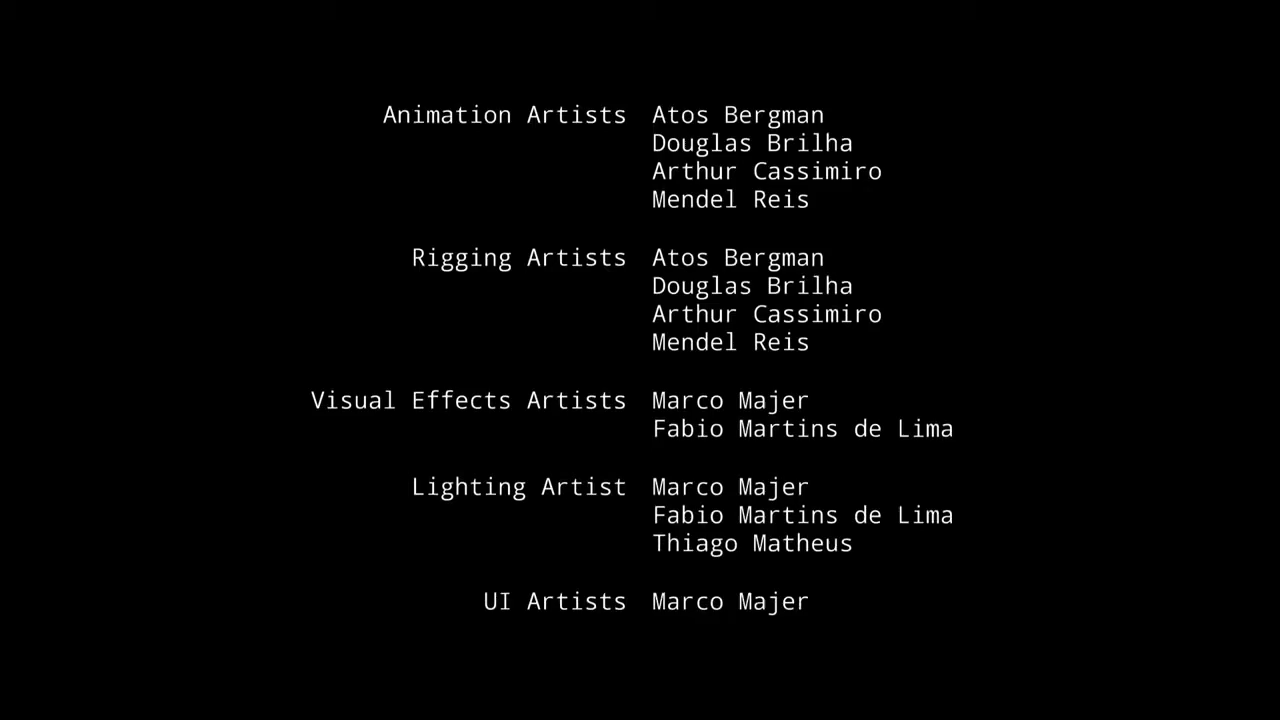 Animation Artists Atos Bergman
Douglas Brilha
Arthur Cassimiro
Mendel Reis
Rigging Artists Atos Bergman
Douglas Brilha
Arthur Cassimiro
Mendel Reis
Visual Effects Artists Marco Majer
Fabio Martins de Lima
Lighting Artist Marco Majer
Fabio Martins de Lima
Thiago Matheus
UI Artists Marco Majer